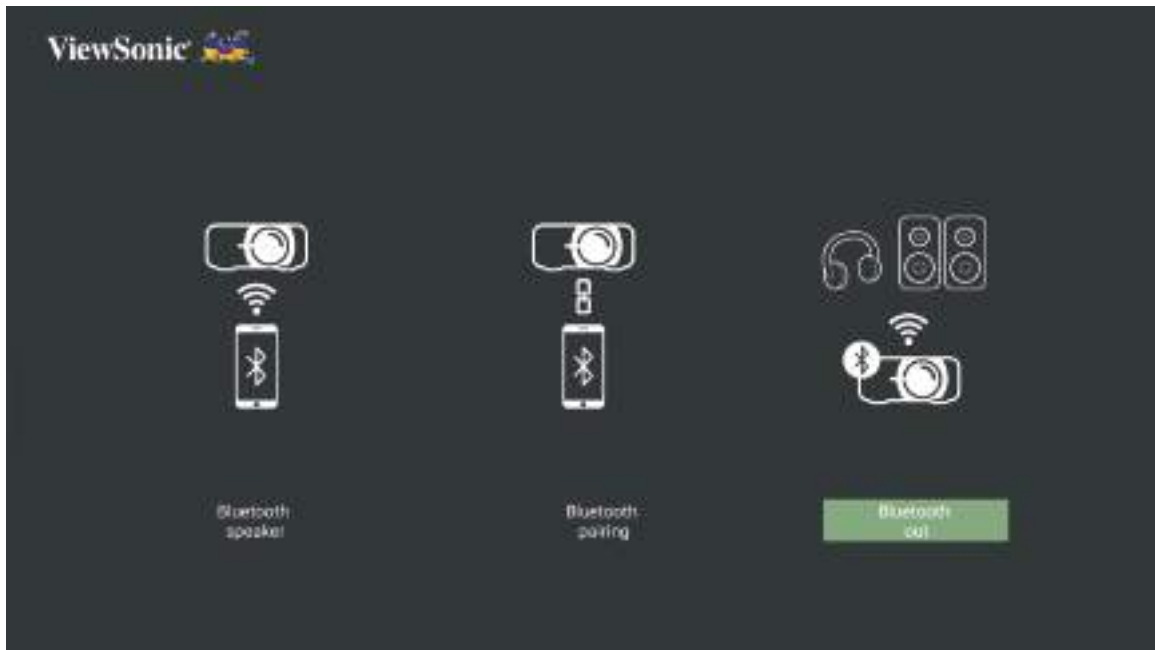 ViewSonic
Bluetooth
speaker
Bluetooth
pairing
Bluetooth
out